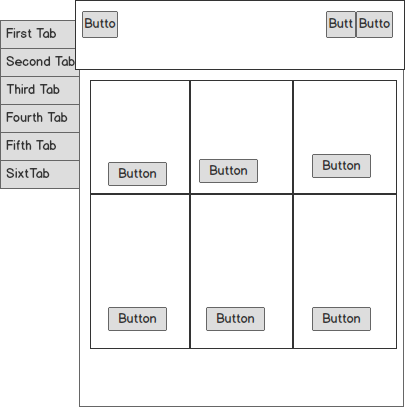 Butto
Butt
Butto
First Tab
Second Tab
Third Tab
Fourth Tab
Fifth Tab
SixtTab
Button
Button
Button
Button
Button
Button